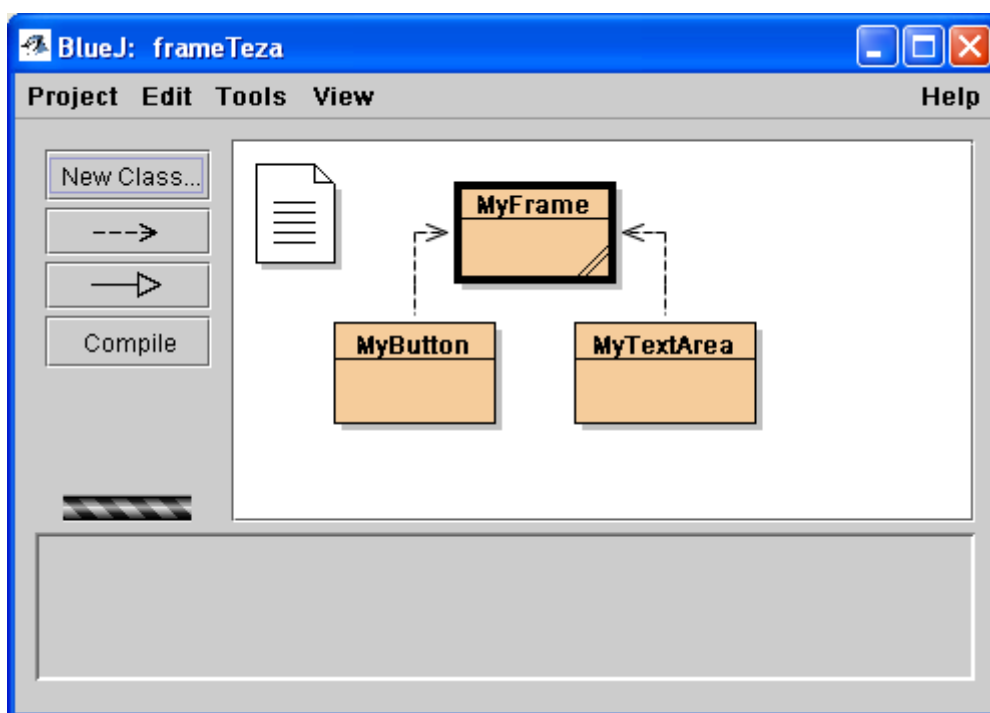 BlueJ: frameTeza
Project Edit Tools View Help
New Class...
Compile
MyFrame
MyButton MyTextArea